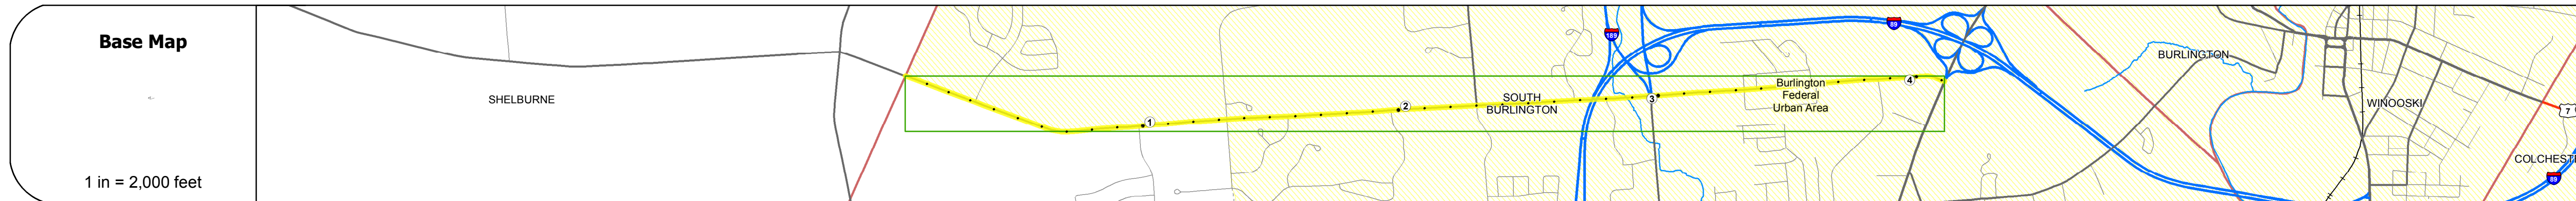 Base Map
1 in = 2,000 feet
SHELBURNE
1
2
SOUTH
BURLINGTON
189
3
Burlington
Federal
Urban Area
89
4
BURLINGTON
WINOOSKI
7
COLCHEST
89